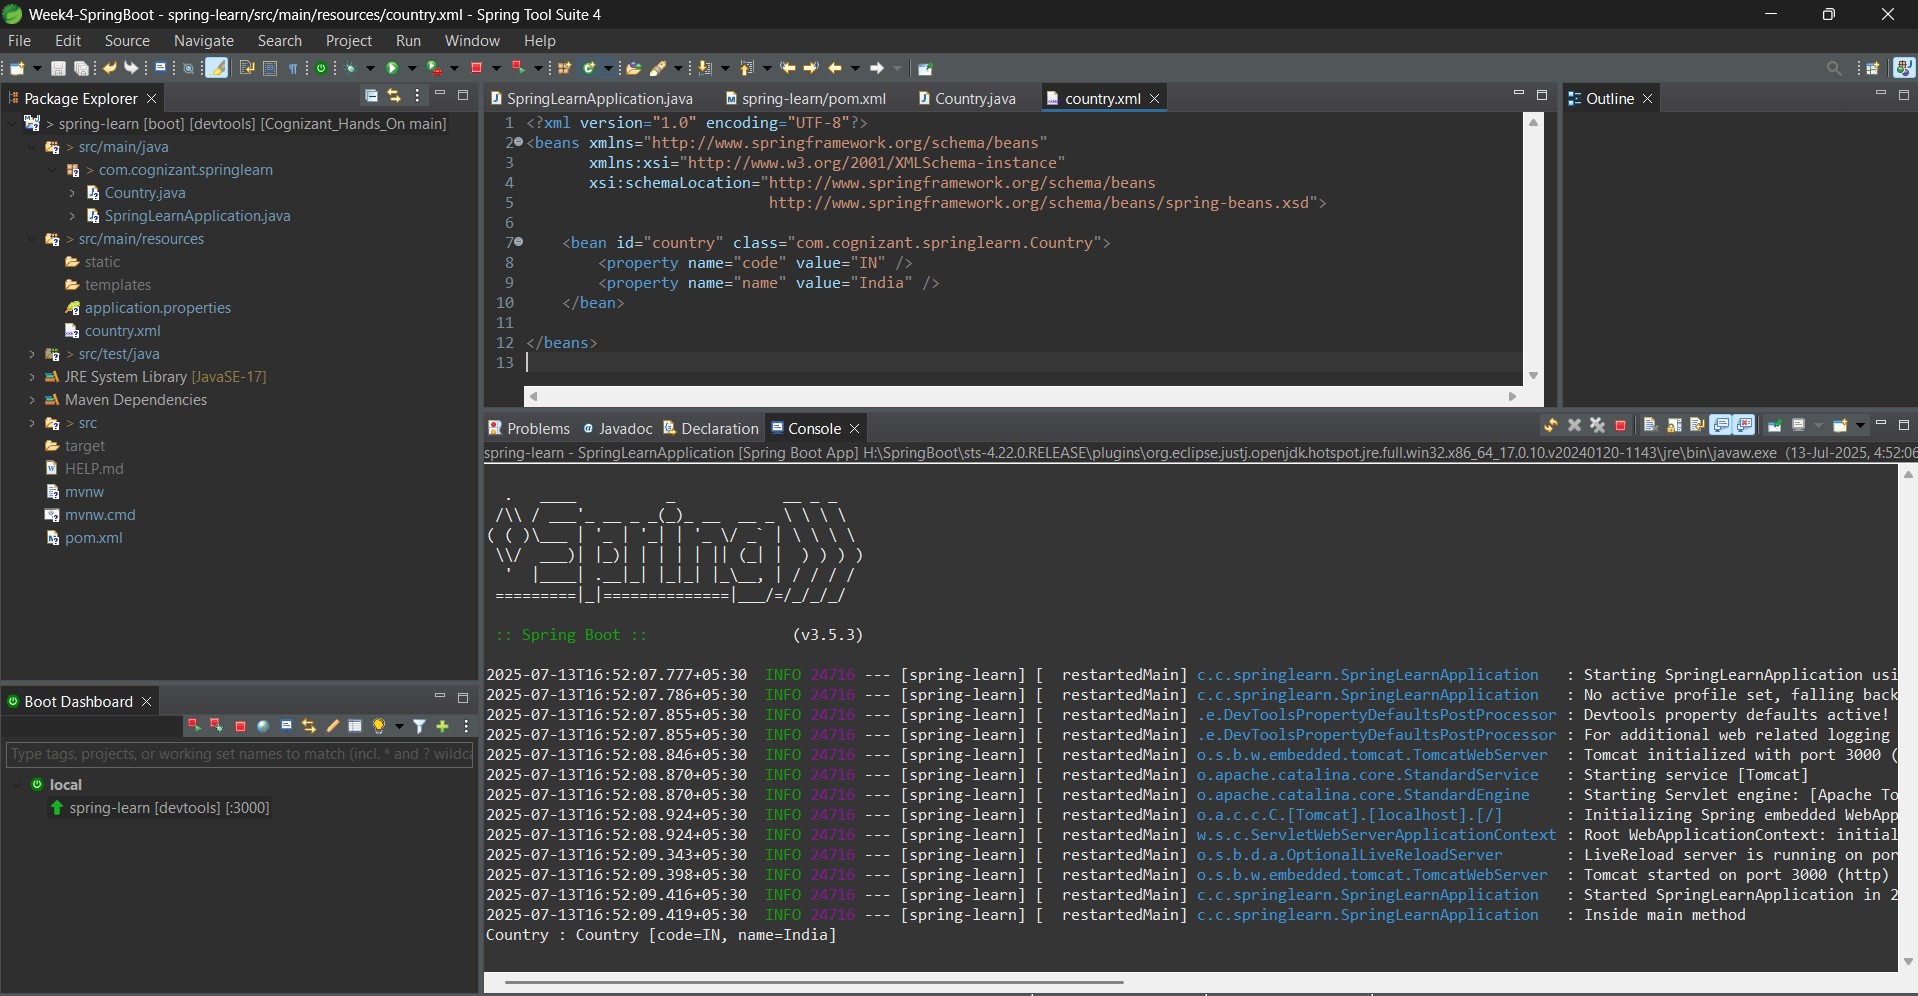 Week4-SpringBoot - spring-learn/src/main/resources/country.xml - Spring Tool Suite 4
File Edit Source Navigate Search Project Run Window Help
Package Explorer
> spring-learn [boot] [devtools] [Cognizant_Hands_On main]
> src/main/java
> com.cognizant.springlearn
Country.java
SpringLearnApplication.java
> src/main/resources
static
templates
application.properties
country.xml
> src/test/java
JRE System Library [JavaSE-17]
Maven Dependencies
> src
target
HELP.md
mvnw
mvnw.cmd
pom.xml
Boot Dashboard
Type tags, projects, or working set names to match (incl. * and ? wildca
local
spring-learn [devtools] [:3000]
SpringLearnApplication.java spring-learn/pom.xml Country.java country.xml
1 <?xml version="1.0" encoding="UTF-8"?>
2 <beans xmlns="http://www.springframework.org/schema/beans"
3 xmlns:xsi="http://www.w3.org/2001/XMLSchema-instance"
4 xsi:schemaLocation="http://www.springframework.org/schema/beans
5 http://www.springframework.org/schema/beans/spring-beans.xsd">
6
7 <bean id="country" class="com.cognizant.springlearn.Country">
8 <property name="code" value="IN" />
9 <property name="name" value="India" />
10 </bean>
11
12 </beans>
13
Outline
Problems Javadoc Declaration Console
spring-learn - SpringLearnApplication [Spring Boot App] H:\SpringBoot\sts-4.22.0.RELEASE\plugins\org.eclipse.justj.openjdk.hotspot.jre.full.win32.x86_64_17.0.10.v20240120-1143\jre\bin\javaw.exe (13-Jul-2025, 4:52:06
Spring
:: Spring Boot :: (v3.5.3)
2025-07-13T16:52:07.777+05:30 INFO 24716 --- [spring-learn] [ restartedMain] c.c.springlearn.SpringLearnApplication : Starting SpringLearnApplication usi
2025-07-13T16:52:07.786+05:30 INFO 24716 --- [spring-learn] [ restartedMain] c.c.springlearn.SpringLearnApplication : No active profile set, falling back
2025-07-13T16:52:07.855+05:30 INFO 24716 --- [spring-learn] [ restartedMain] .e.DevToolsPropertyDefaultsPostProcessor : Devtools property defaults active!
2025-07-13T16:52:07.855+05:30 INFO 24716 --- [spring-learn] [ restartedMain] .e.DevToolsPropertyDefaultsPostProcessor : For additional web related logging
2025-07-13T16:52:08.846+05:30 INFO 24716 --- [spring-learn] [ restartedMain] o.s.b.w.embedded.tomcat.TomcatWebServer : Tomcat initialized with port 3000 (
2025-07-13T16:52:08.870+05:30 INFO 24716 --- [spring-learn] [ restartedMain] o.apache.catalina.core.StandardService : Starting service [Tomcat]
2025-07-13T16:52:08.870+05:30 INFO 24716 --- [spring-learn] [ restartedMain] o.apache.catalina.core.StandardEngine : Starting Servlet engine: [Apache To
2025-07-13T16:52:08.924+05:30 INFO 24716 --- [spring-learn] [ restartedMain] o.a.c.c.C.[Tomcat].[localhost].[/] : Initializing Spring embedded WebApp
2025-07-13T16:52:08.924+05:30 INFO 24716 --- [spring-learn] [ restartedMain] w.s.c.ServletWebServerApplicationContext : Root WebApplicationContext: initial
2025-07-13T16:52:09.343+05:30 INFO 24716 --- [spring-learn] [ restartedMain] o.s.b.d.a.OptionalLiveReloadServer : LiveReload server is running on por
2025-07-13T16:52:09.398+05:30 INFO 24716 --- [spring-learn] [ restartedMain] o.s.b.w.embedded.tomcat.TomcatWebServer : Tomcat started on port 3000 (http)
2025-07-13T16:52:09.416+05:30 INFO 24716 --- [spring-learn] [ restartedMain] c.c.springlearn.SpringLearnApplication : Started SpringLearnApplication in 2
2025-07-13T16:52:09.419+05:30 INFO 24716 --- [spring-learn] [ restartedMain] c.c.springlearn.SpringLearnApplication : Inside main method
Country : Country [code=IN, name=India]